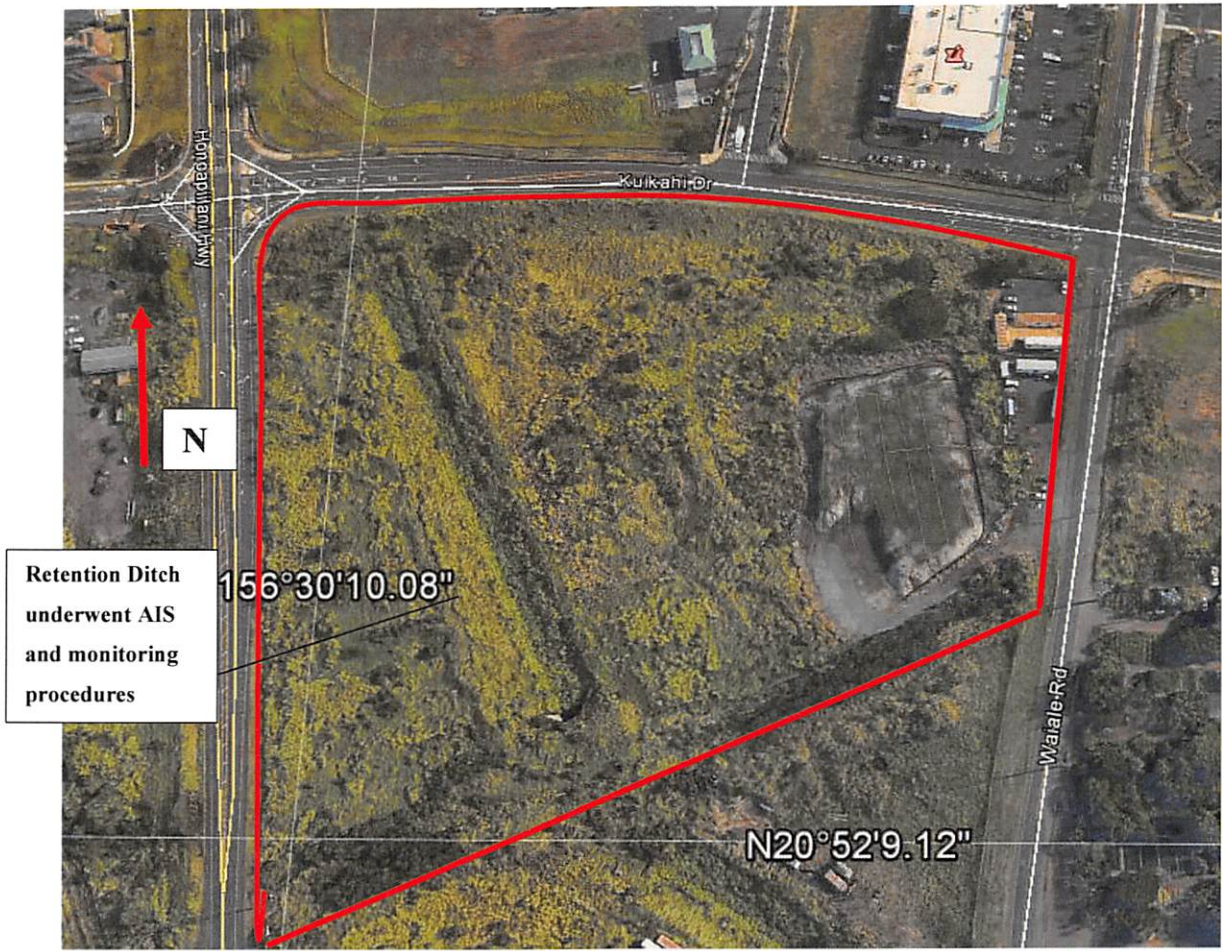 Kuikahi Dr
Honoapiilani Hwy
N
Retention Ditch
underwent AIS
and monitoring
procedures
156°30'10.08"
Waiale Rd
N20°52'9.12"